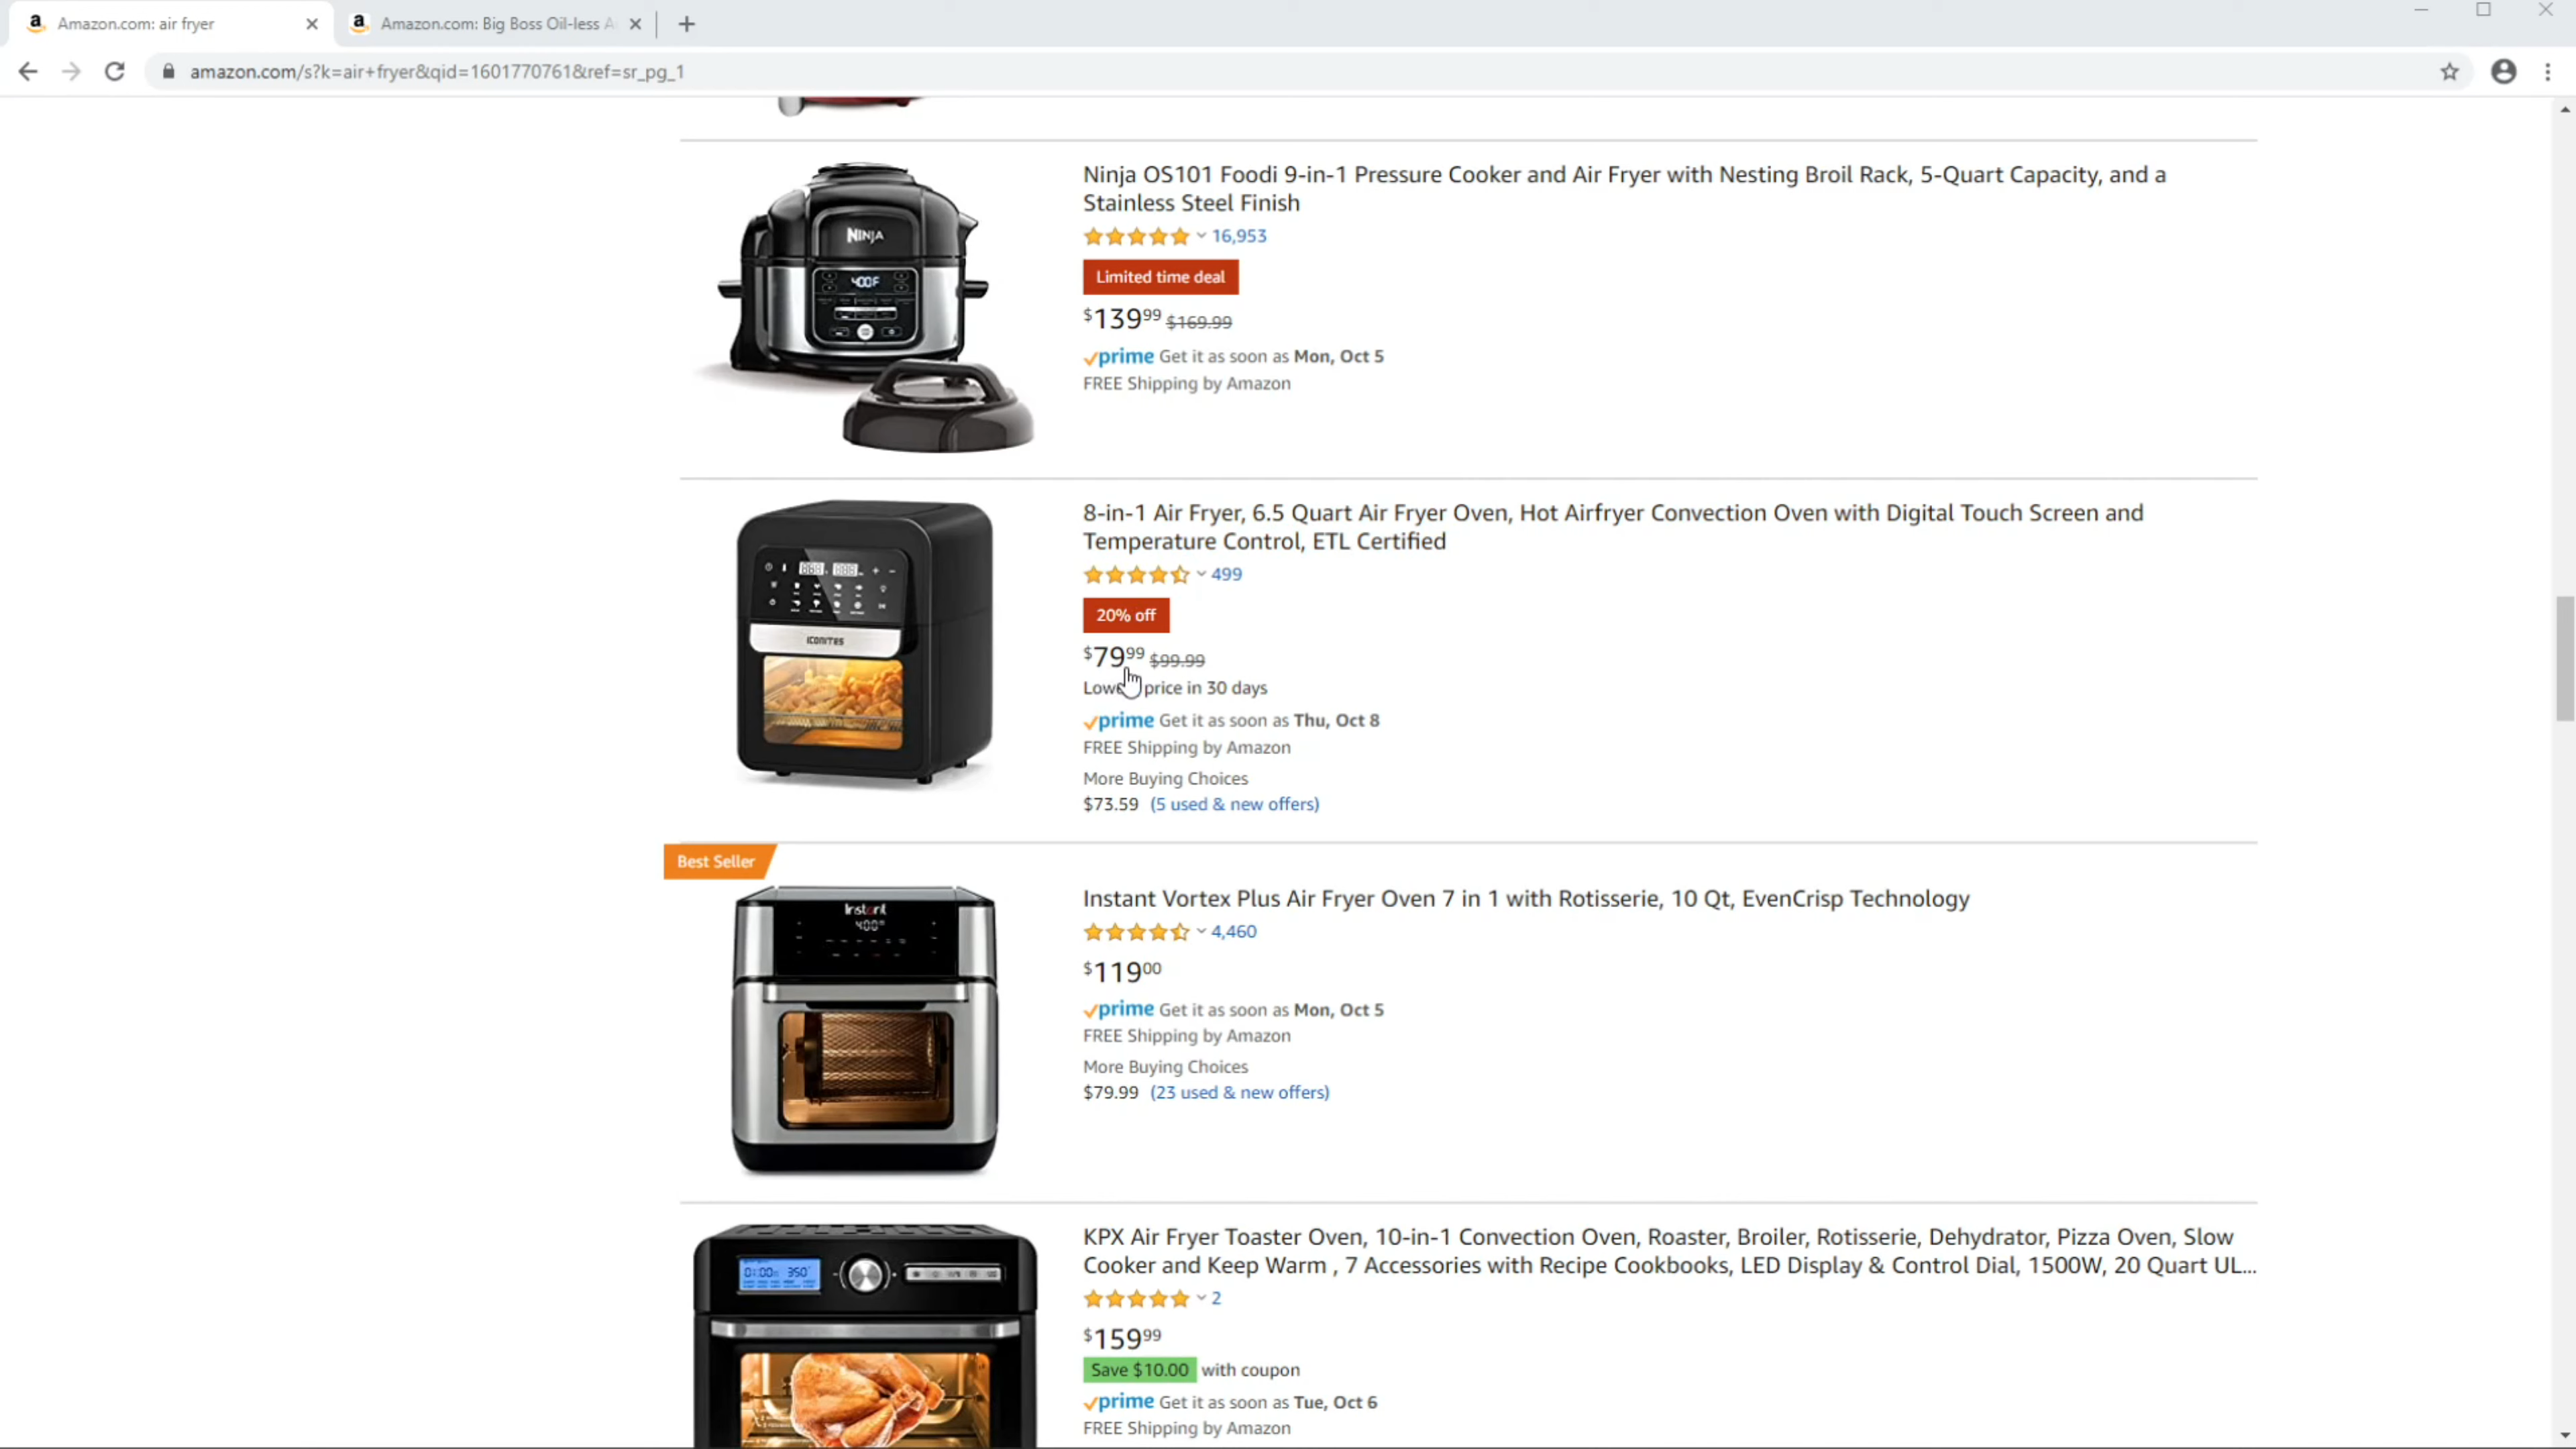 Amazon.com: air fryer
Amazon.com: Big Boss Oil-less A
amazon.com/s?k=air+fryer&qid=1601770761&ref=sr_pg_1
Ninja OS101 Foodi 9-in-1 Pressure Cooker and Air Fryer with Nesting Broil Rack, 5-Quart Capacity, and a
Stainless Steel Finish
16,953
NINJA
400F
Limited time deal
$139.99 $169.99
prime Get it as soon as Mon, Oct 5
FREE Shipping by Amazon
8-in-1 Air Fryer, 6.5 Quart Air Fryer Oven, Hot Airfryer Convection Oven with Digital Touch Screen and
Temperature Control, ETL Certified
499
20% off
ICONITES
$79.99 $99.99
price in 30 days
prime Get it as soon as Thu, Oct 8
FREE Shipping by Amazon
More Buying Choices
$73.59 (5 used & new offers)
Best Seller
Instant Vortex Plus Air Fryer Oven 7 in 1 with Rotisserie, 10 Qt, EvenCrisp Technology
Instant
400°
4,460
$119.00
prime Get it as soon as Mon, Oct 5
FREE Shipping by Amazon
More Buying Choices
$79.99 (23 used & new offers)
KPX Air Fryer Toaster Oven, 10-in-1 Convection Oven, Roaster, Broiler, Rotisserie, Dehydrator, Pizza Oven, Slow
Cooker and Keep Warm , 7 Accessories with Recipe Cookbooks, LED Display & Control Dial, 1500W, 20 Quart UL...
2
$159.99
Save $10.00 with coupon
prime Get it as soon as Tue, Oct 6
FREE Shipping by Amazon